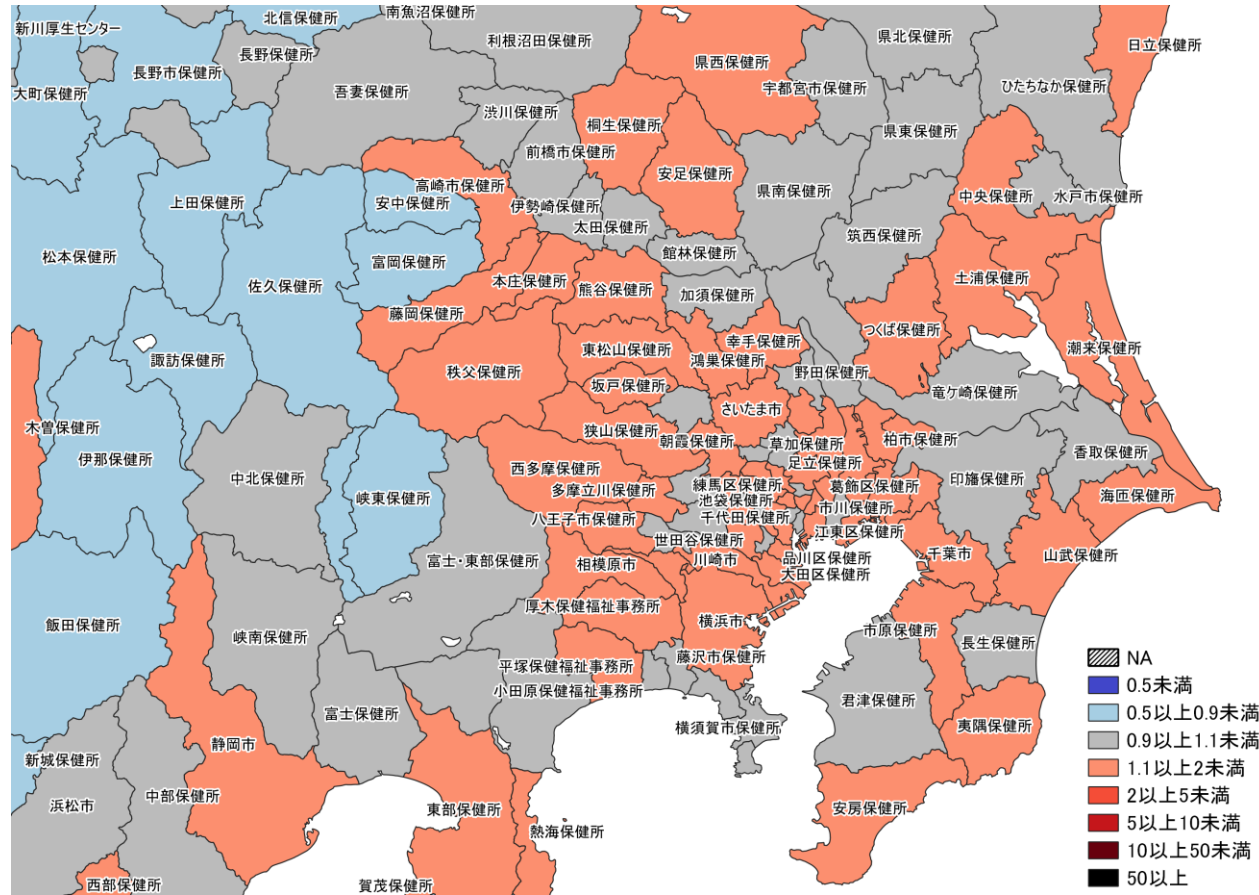 南魚沼保健所
北信保健所
新川厚生センター
利根沼田保健所
県北保健所
県西保健所
日立保健所
長野保健所
長野市保健所
大町保健所
吾妻保健所
宇都宮市保健所
ひたちなか保健所
渋川保健所
桐生保健所
県東保健所
前橋市保健所
安足保健所
高崎市保健所
県南保健所
中央保健所
水戸市保健所
上田保健所
安中保健所
伊勢崎保健所
太田保健所
筑西保健所
松本保健所
富岡保健所
館林保健所
佐久保健所
本庄保健所
熊谷保健所
加須保健所
土浦保健所
藤岡保健所
つくば保健所
幸手保健所
潮来保健所
東松山保健所
鴻巣保健所
諏訪保健所
秩父保健所
野田保健所
坂戸保健所
竜ケ崎保健所
さいたま市
木曽保健所
狭山保健所
朝霞保健所
草加保健所
柏市保健所
香取保健所
伊那保健所
西多摩保健所
足立保健所
中北保健所
練馬区保健所
葛飾区保健所
印旛保健所
多摩立川保健所
峡東保健所
池袋保健所
市川保健所
海匝保健所
八王子市保健所
千代田保健所
江東区保健所
世田谷保健所
富士・東部保健所
相模原市
川崎市
品川区保健所
千葉市
山武保健所
大田区保健所
厚木保健福祉事務所
横浜市
飯田保健所
峡南保健所
市原保健所
長生保健所
藤沢市保健所
平塚保健福祉事務所
小田原保健福祉事務所
君津保健所
富士保健所
横須賀市保健所
夷隅保健所
静岡市
新城保健所
浜松市
中部保健所
東部保健所
熱海保健所
安房保健所
西部保健所
賀茂保健所
NA
0.5未満
0.5以上0.9未満
0.9以上1.1未満
1.1以上2未満
2以上5未満
5以上10未満
10以上50未満
50以上